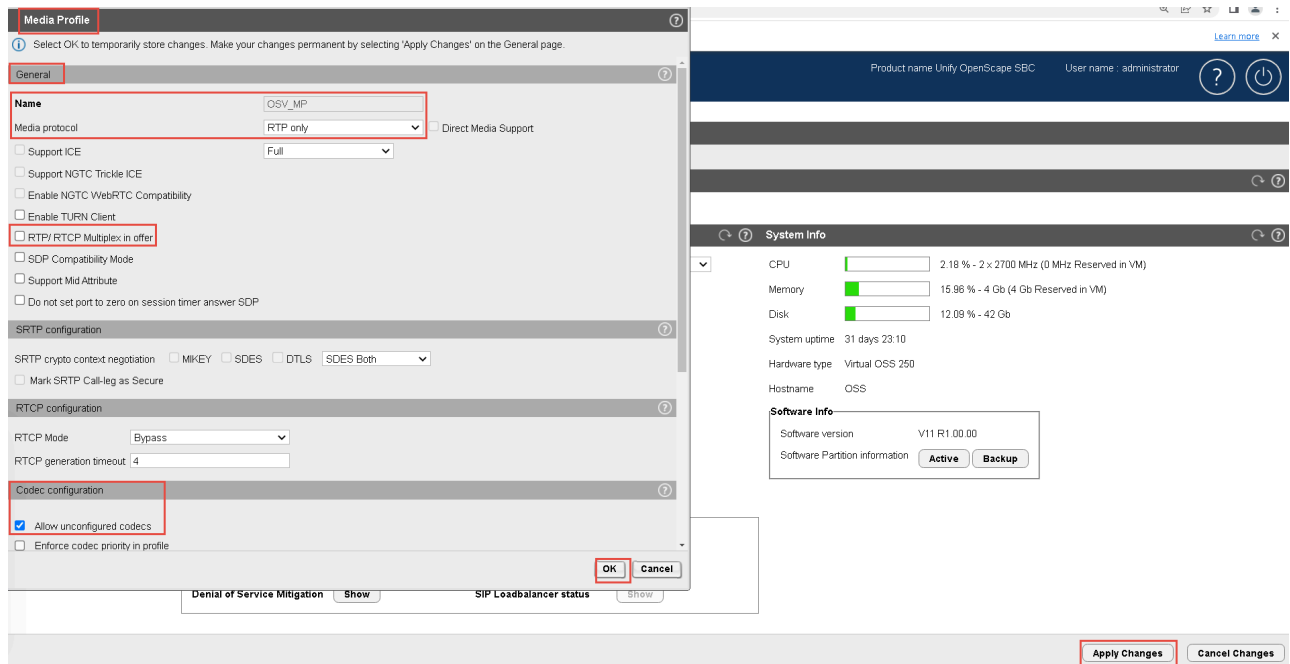 Media Profile
Select OK to temporarily store changes. Make your changes permanent by selecting 'Apply Changes' on the General page.
Learn more
Product name Unify OpenScape SBC User name : administrator
General
Name OSV_MP
Media protocol RTP only Direct Media Support
Support ICE Full
Support NGTC Trickle ICE
Enable NGTC WebRTC Compatibility
Enable TURN Client
RTP/ RTCP Multiplex in offer
SDP Compatibility Mode
Support Mid Attribute
Do not set port to zero on session timer answer SDP
SRTP configuration
SRTP crypto context negotiation MIKEY SDES DTLS SDES Both
Mark SRTP Call-leg as Secure
RTCP configuration
RTCP Mode Bypass
RTCP generation timeout 4
Codec configuration
Allow unconfigured codecs
Enforce codec priority in profile
OK Cancel
System Info
CPU 2.18 % - 2 x 2700 MHz (0 MHz Reserved in VM)
Memory 15.96 % - 4 Gb (4 Gb Reserved in VM)
Disk 12.09 % - 42 Gb
System uptime 31 days 23:10
Hardware type Virtual OSS 250
Hostname OSS
Software Info
Software version V11 R1.00.00
Software Partition information Active Backup
Denial of Service Mitigation Show SIP Loadbalancer status Show
Apply Changes Cancel Changes